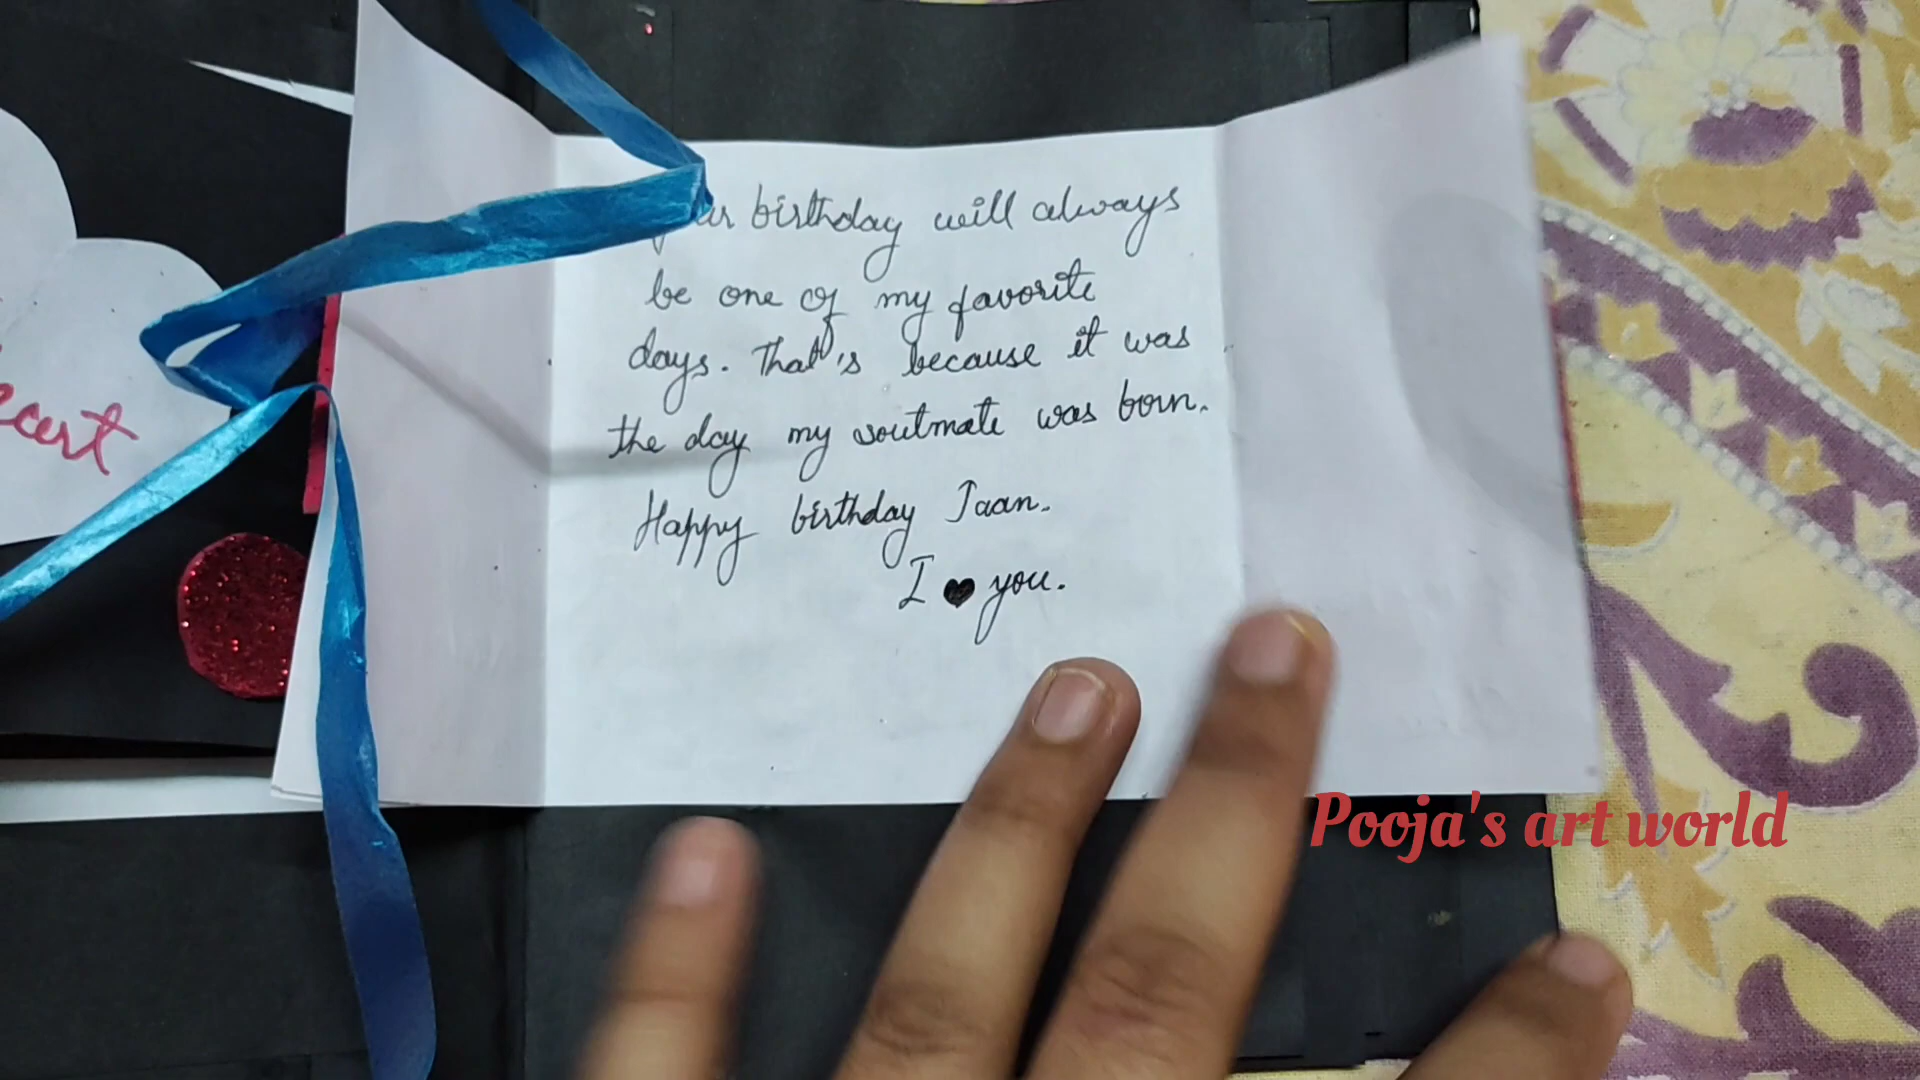 Your birthday will always
be one of my favorite
days. That's because it was
the day my soulmate was born.
Happy birthday Jaan.
I ♥ you.
Pooja's art world